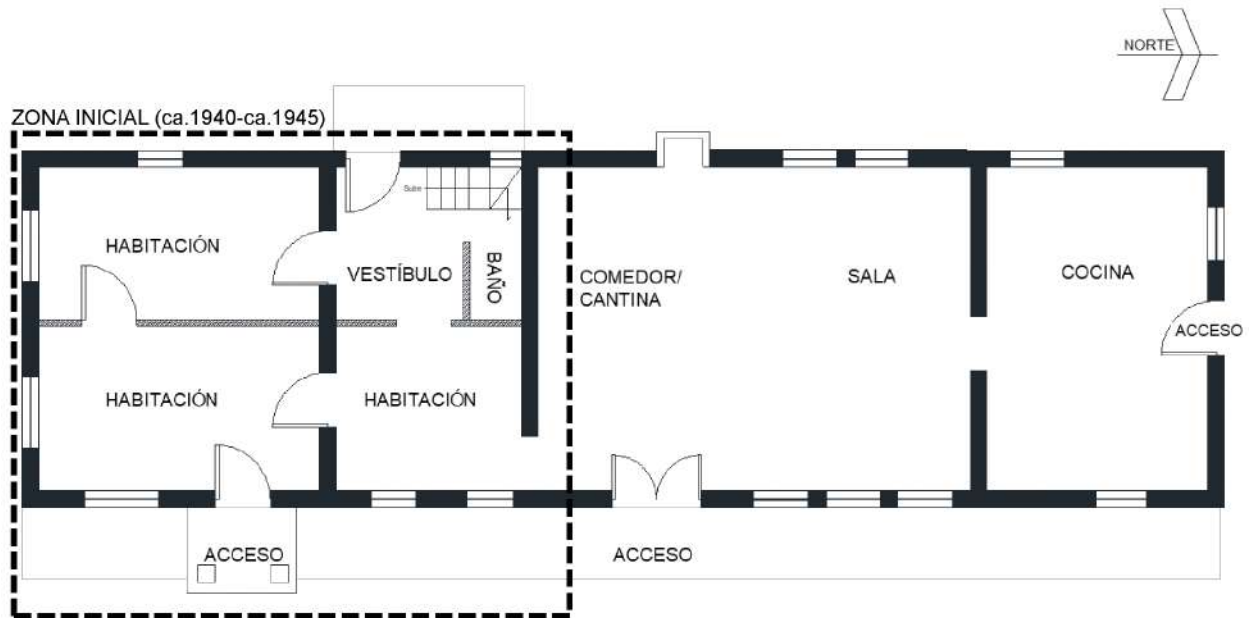 NORTE
ZONA INICIAL (ca.1940-ca.1945)
Sube
HABITACIÓN
VESTÍBULO
BAÑO
COMEDOR/
CANTINA
SALA
COCINA
ACCESO
HABITACIÓN
HABITACIÓN
ACCESO
ACCESO